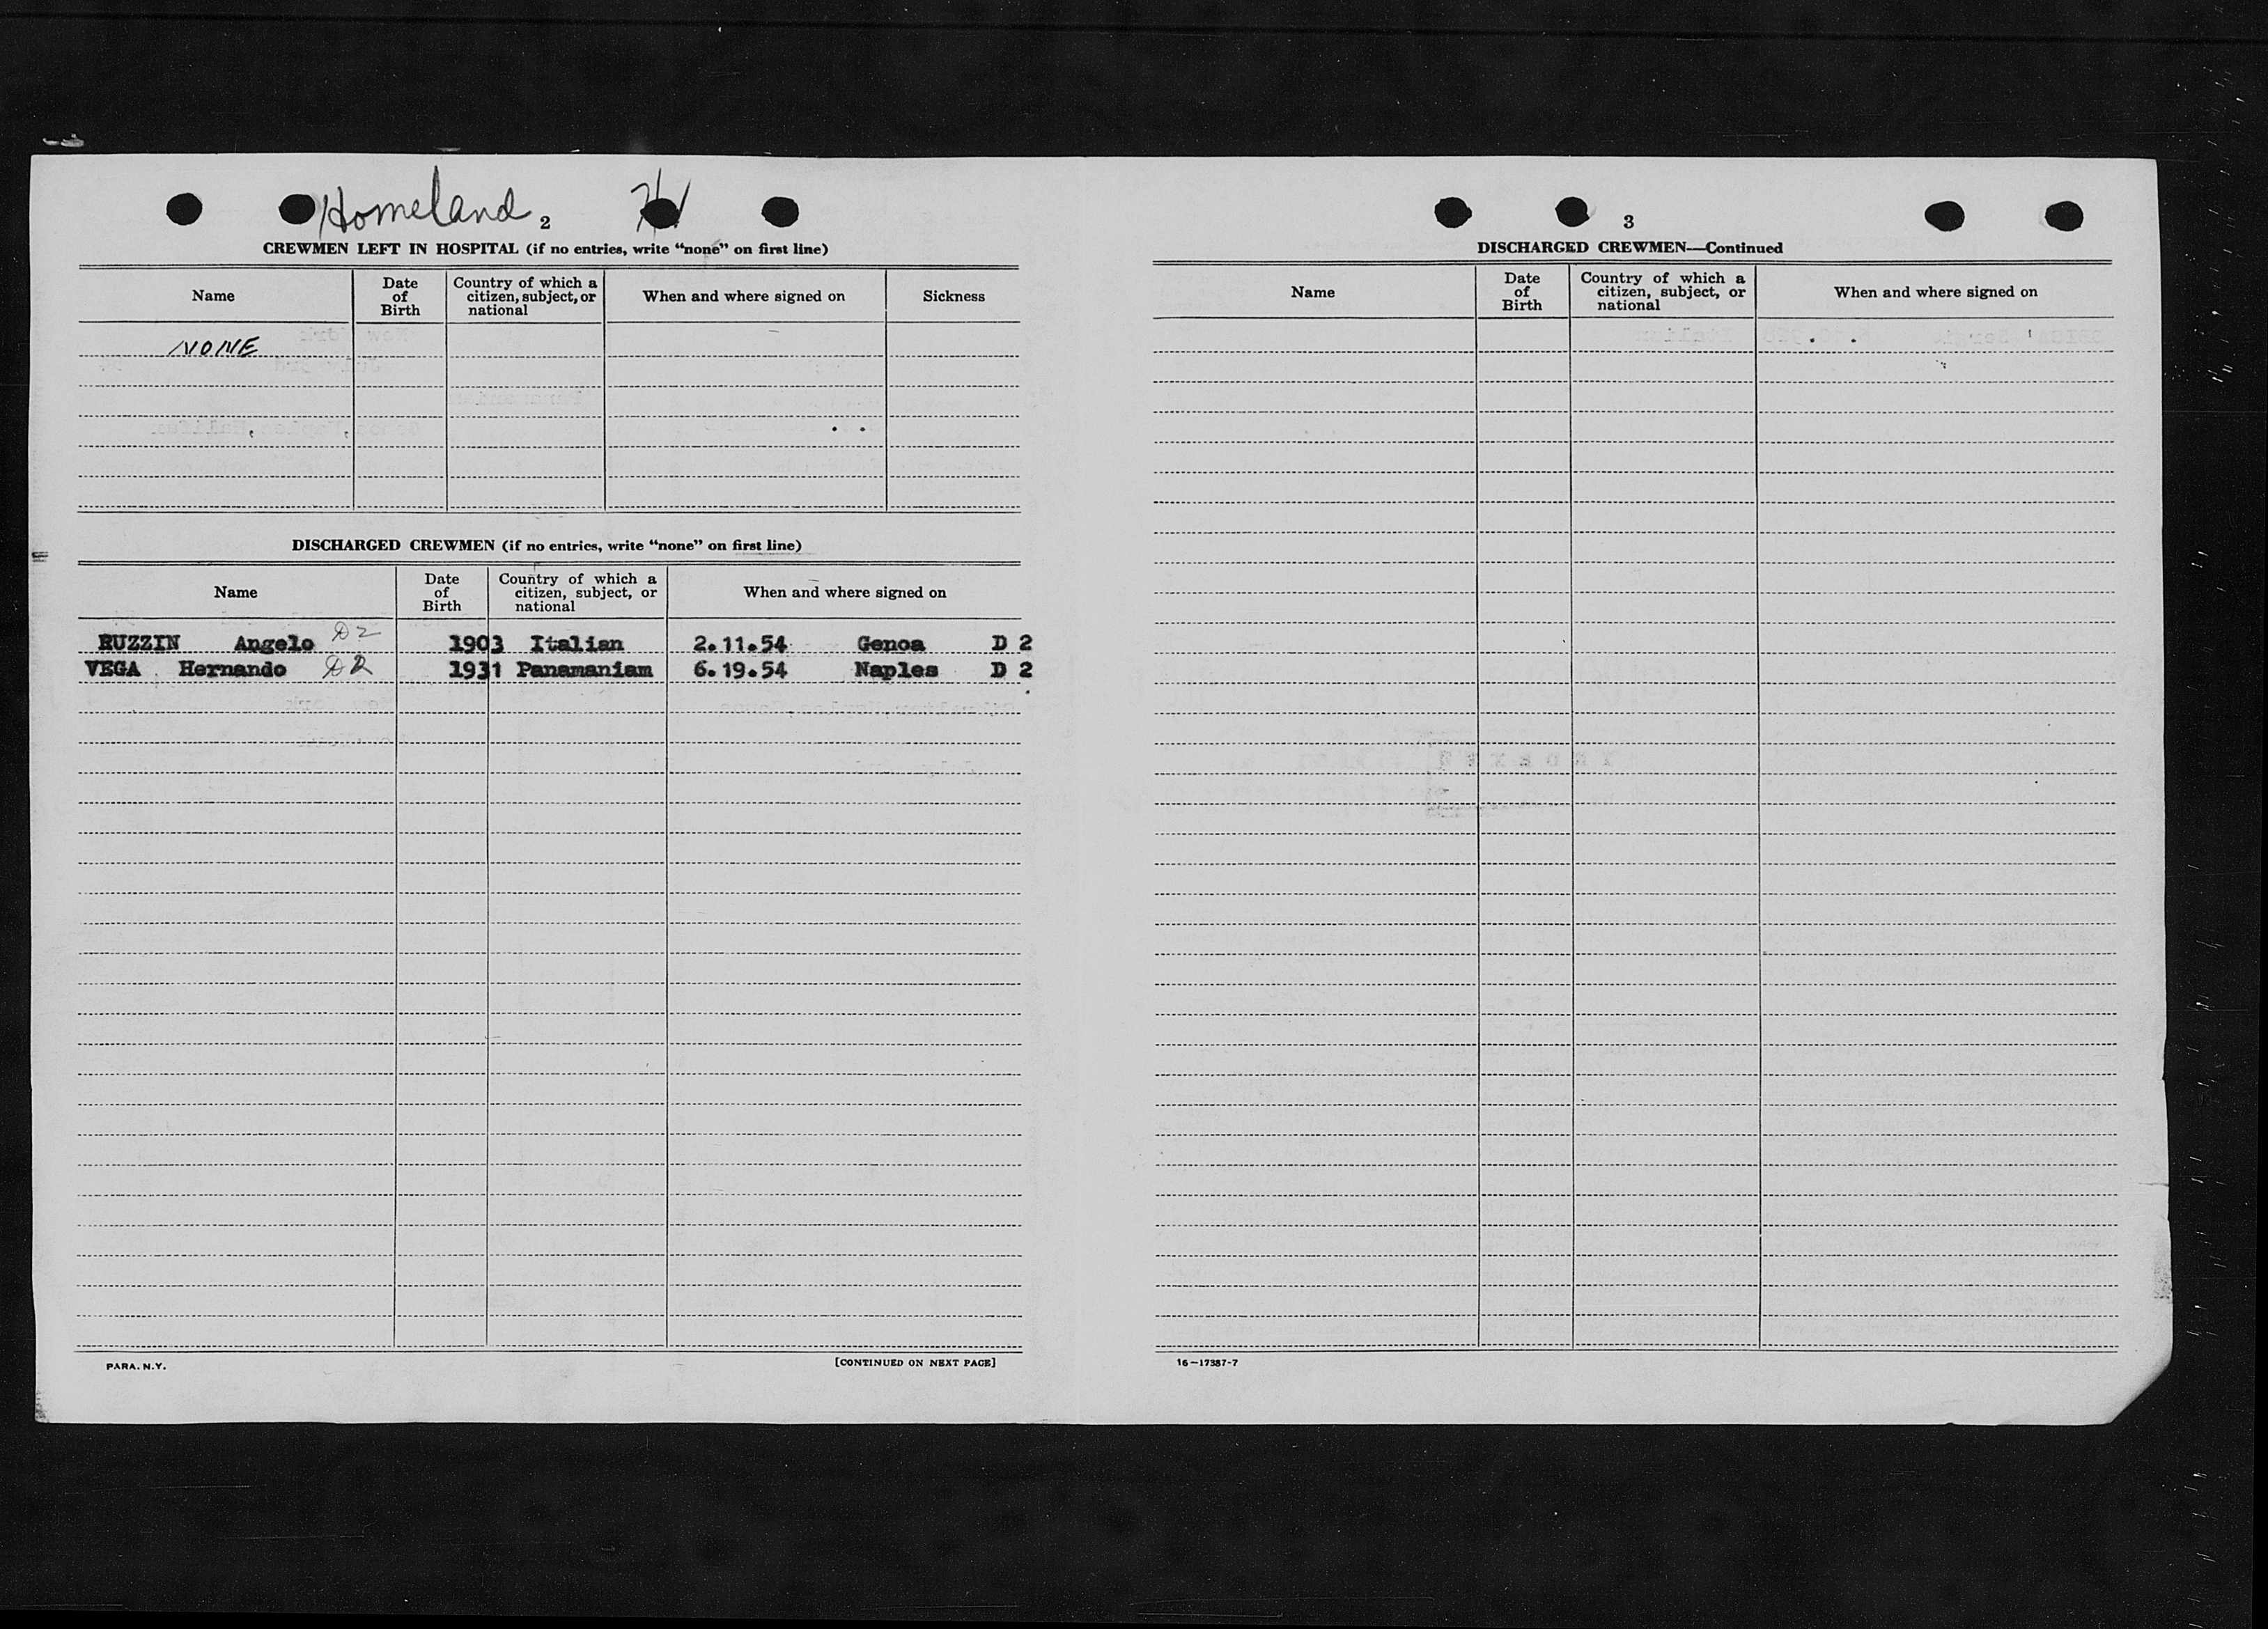 Homeland 2
CREWMEN LEFT IN HOSPITAL (if no entries, write "none" on first line)
Name Date of Birth Country of which a citizen, subject, or national When and where signed on Sickness
NONE
DISCHARGED CREWMEN (if no entries, write "none" on first line)
Name Date of Birth Country of which a citizen, subject, or national When and where signed on
RUZZIN Angelo D2 1903 Italian 2.11.54 Genoa D 2
VEGA Hernando D2 1931 Panamaniam 6.19.54 Naples D 2
PARA. N.Y. [CONTINUED ON NEXT PAGE]
3
DISCHARGED CREWMEN—Continued
Name Date of Birth Country of which a citizen, subject, or national When and where signed on
16—17387-7